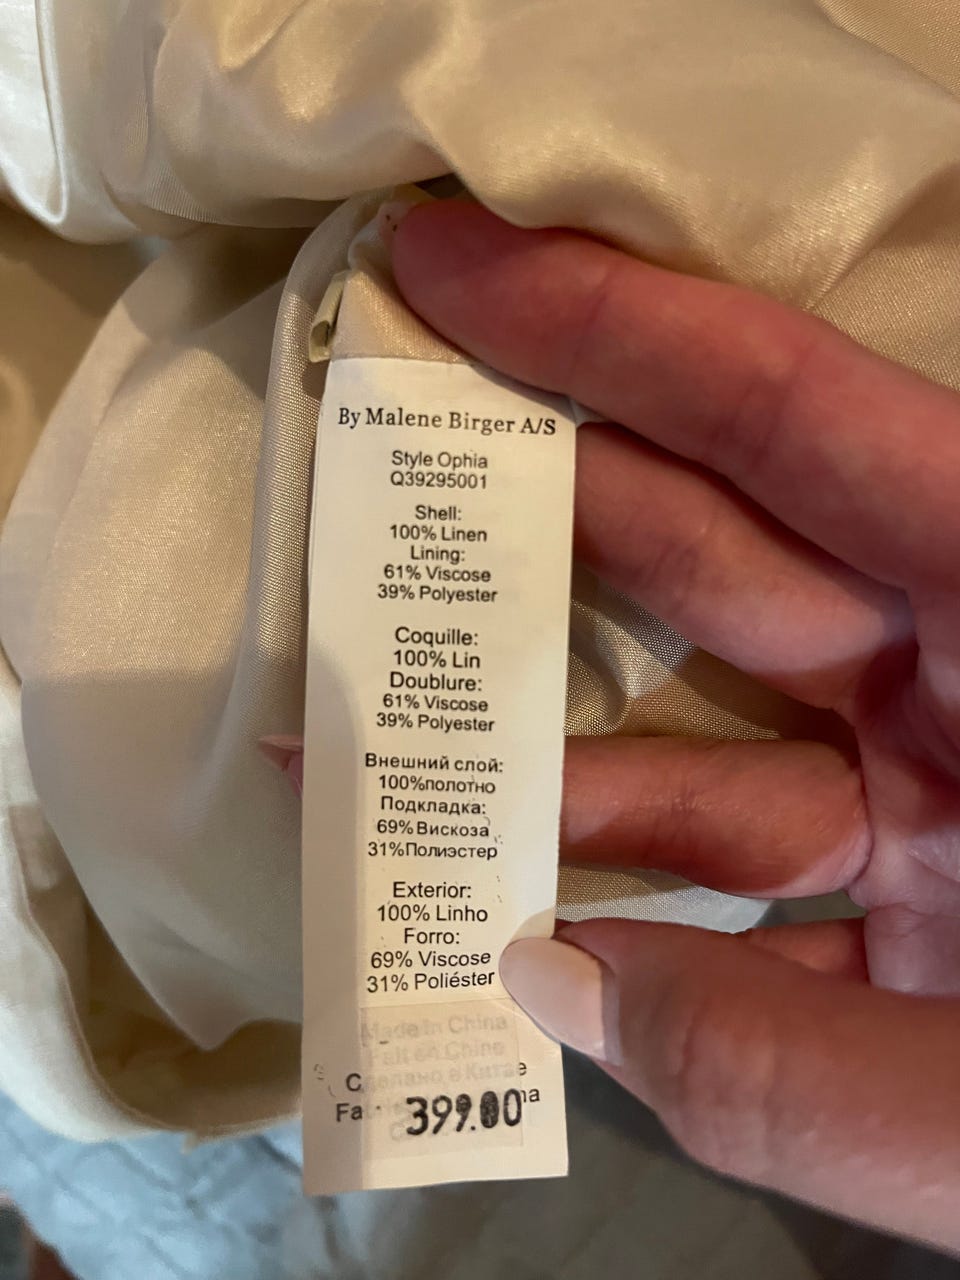 By Malene Birger A/S
Style Ophia
Q39295001
Shell:
100% Linen
Lining:
61% Viscose
39% Polyester
Coquille:
100% Lin
Doublure:
61% Viscose
39% Polyester
Внешний слой:
100%полотно
Подкладка:
69%Вискоза
31%Полиэстер
Exterior:
100% Linho
Forro:
69% Viscose
31% Poliéster
Made In China
Fait en Chine
Сделано в Китае
399.00